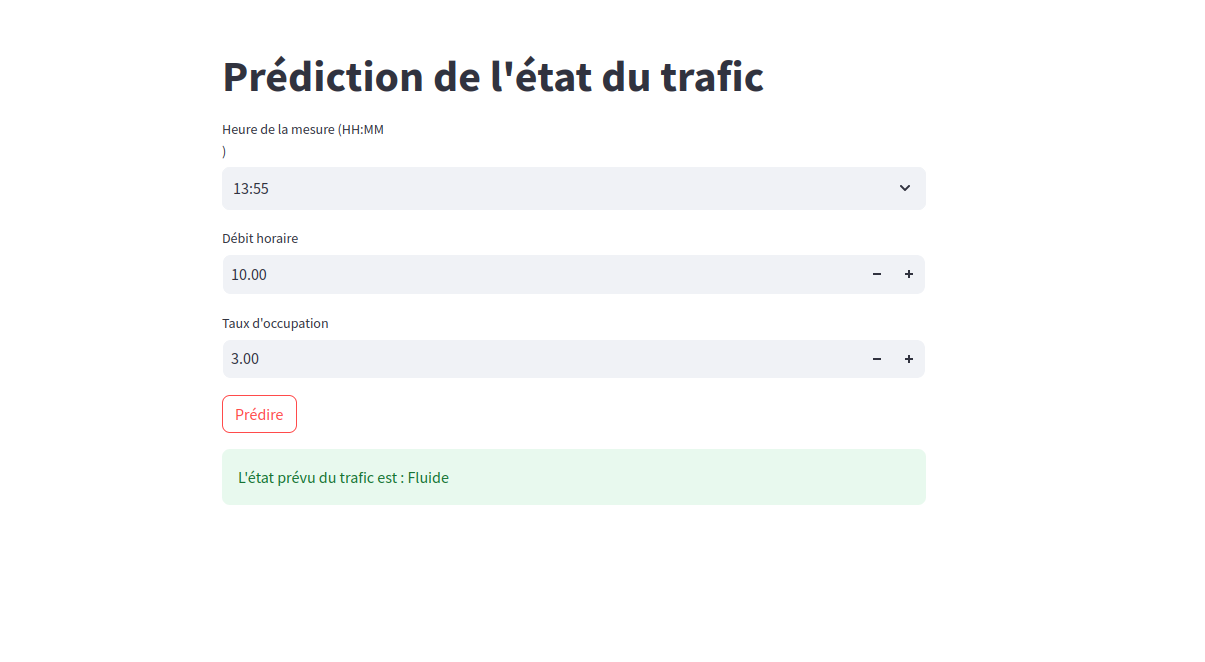 Prédiction de l'état du trafic
Heure de la mesure (HH:MM
)
13:55
Débit horaire
10.00
Taux d'occupation
3.00
Prédire
L'état prévu du trafic est : Fluide